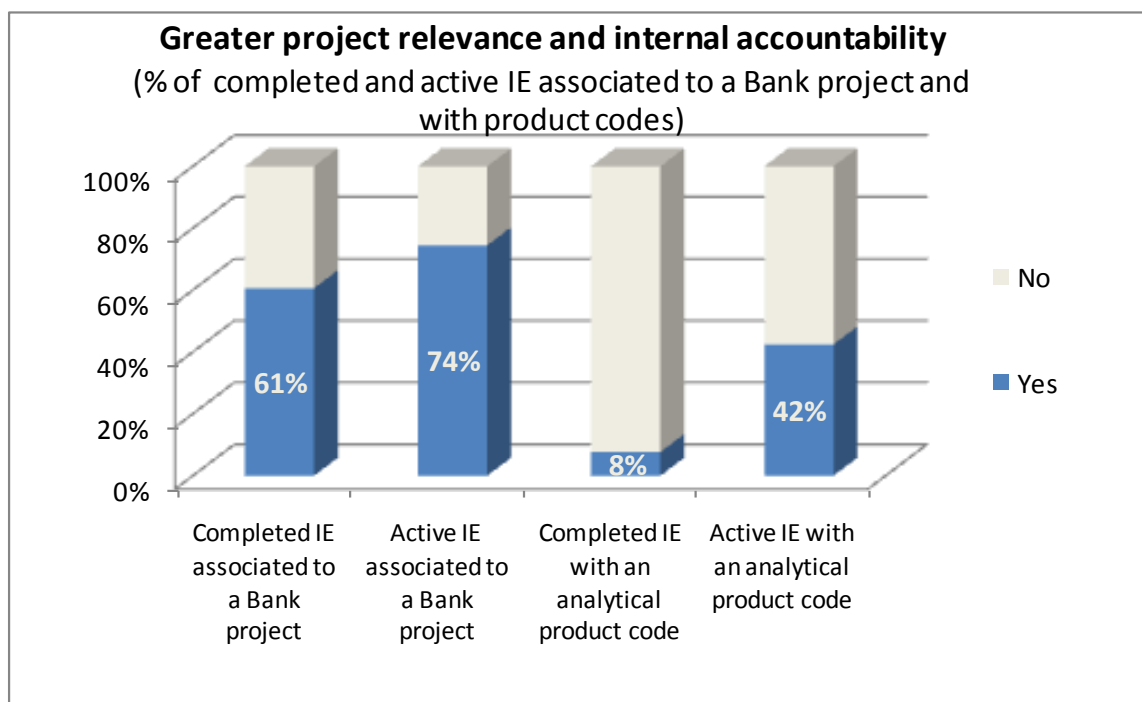 Greater project relevance and internal accountability
(% of completed and active IE associated to a Bank project and
with product codes)
100%
80%
60%
40%
20%
0%
61%
74%
8%
42%
No
Yes
Completed IE
associated to
a Bank
project
Active IE
associated to
a Bank
project
Completed IE
with an
analytical
product code
Active IE with
an analytical
product code